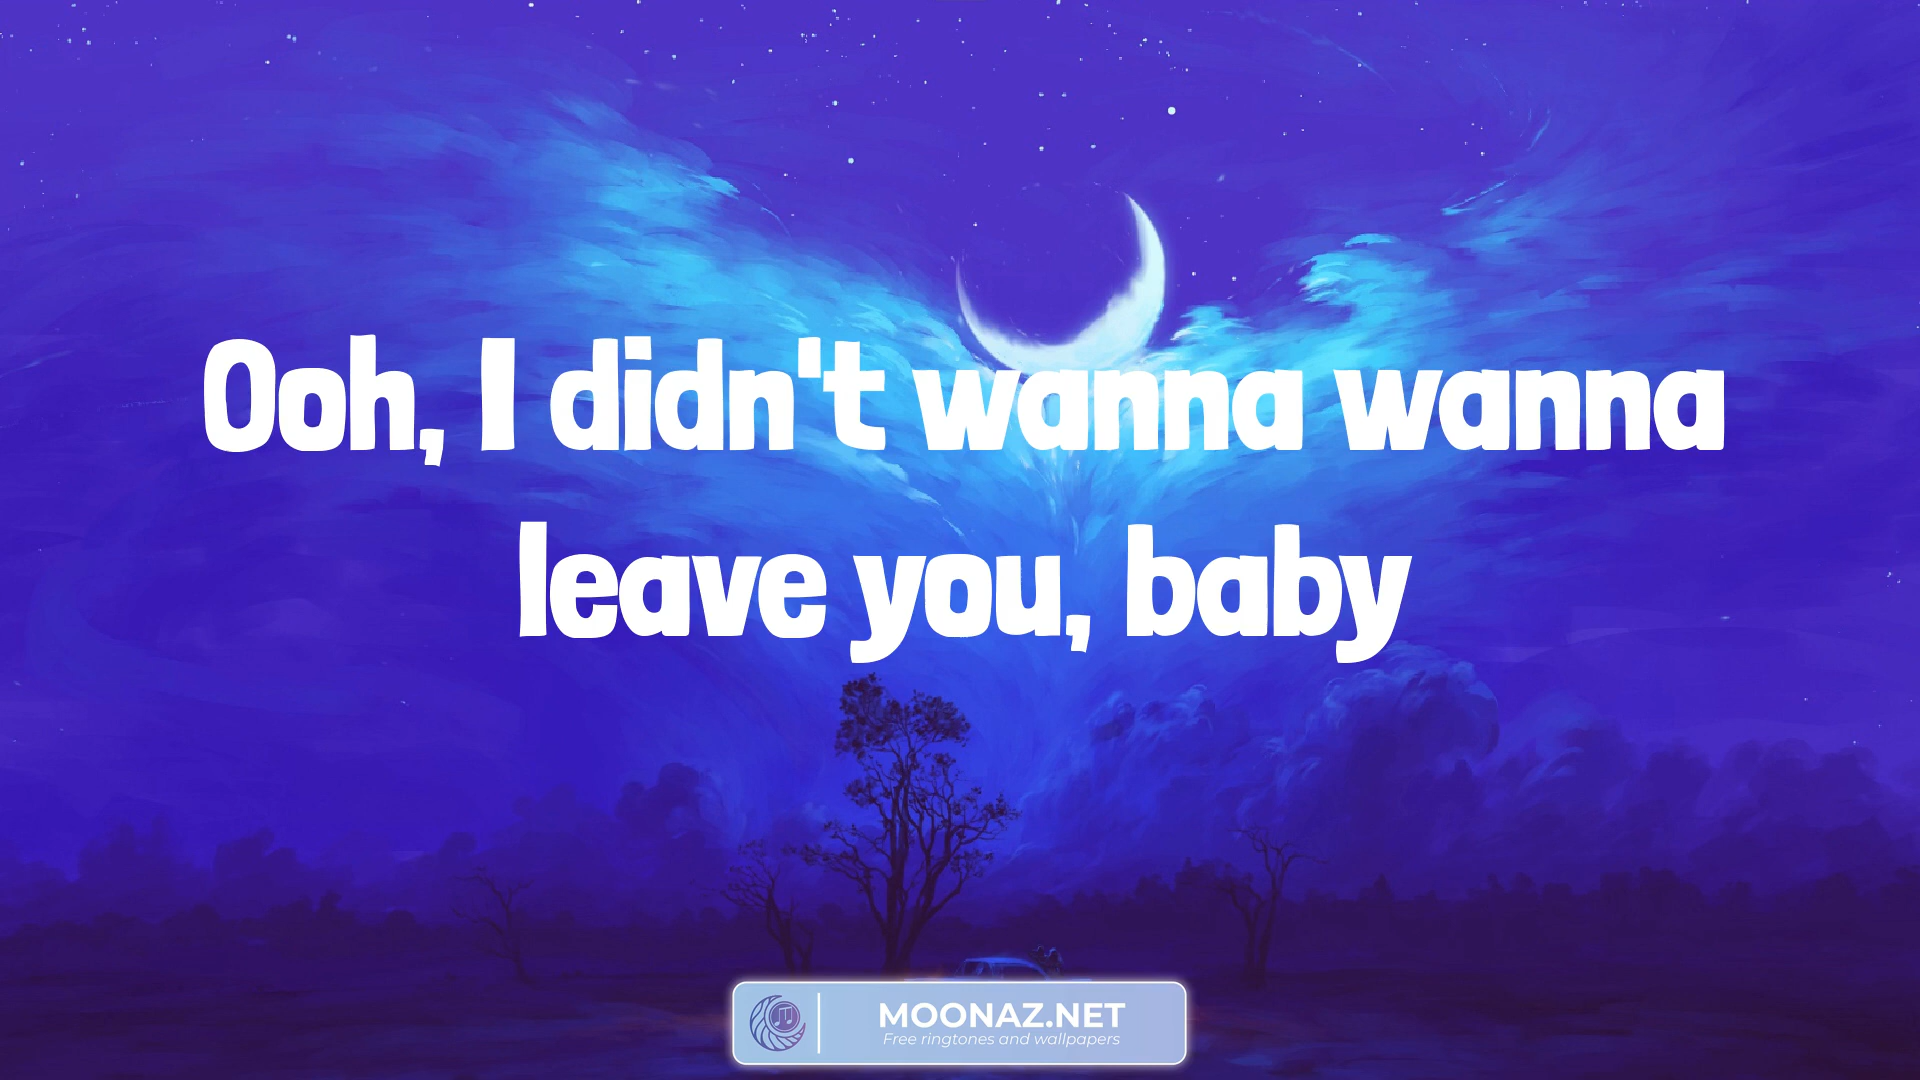 Ooh, I didn't wanna wanna
leave you, baby
MOONAZ.NET
Free ringtones and wallpapers